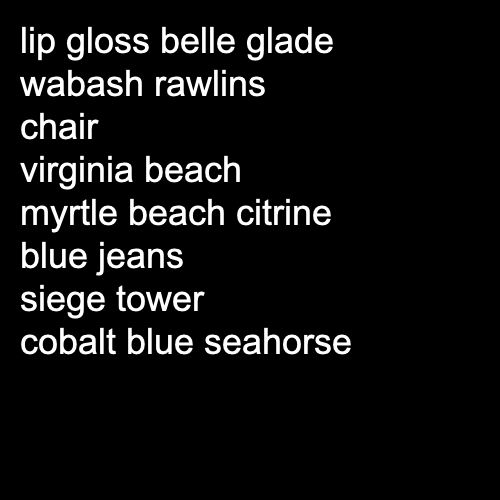 lip gloss belle glade
wabash rawlins
chair
virginia beach
myrtle beach citrine
blue jeans
siege tower
cobalt blue seahorse